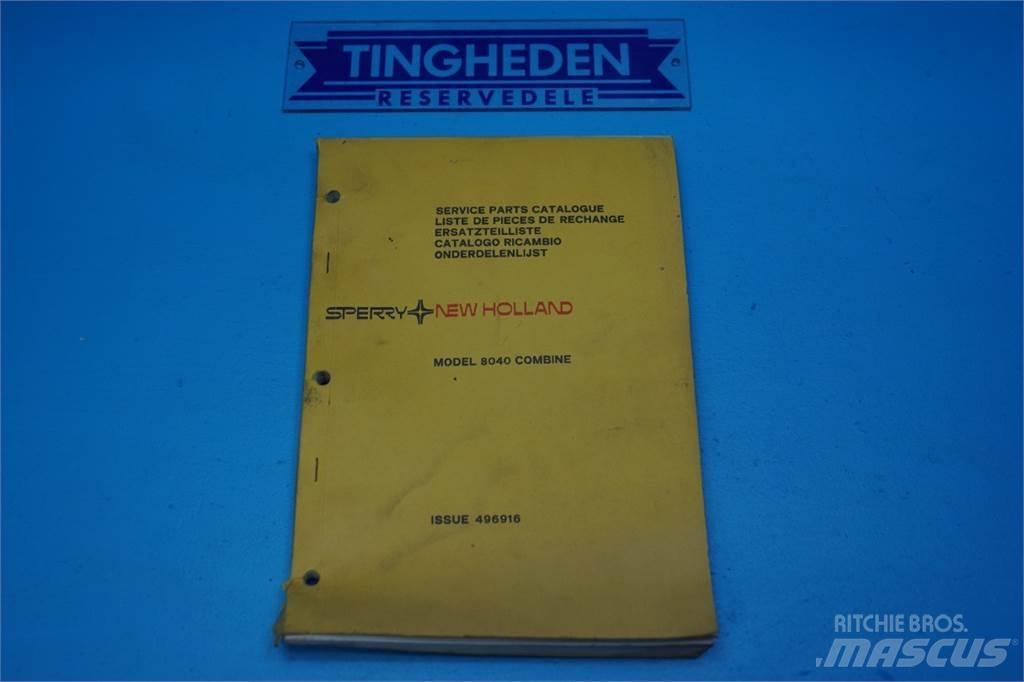 TINGHEDEN
RESERVEDELE
SERVICE PARTS CATALOGUE
LISTE DE PIECES DE RECHANGE
ERSATZTEILLISTE
CATALOGO RICAMBIO
ONDERDELENLIJST
SPERRY NEW HOLLAND
MODEL 8040 COMBINE
ISSUE 496916
RITCHIE BROS.
MASCUS